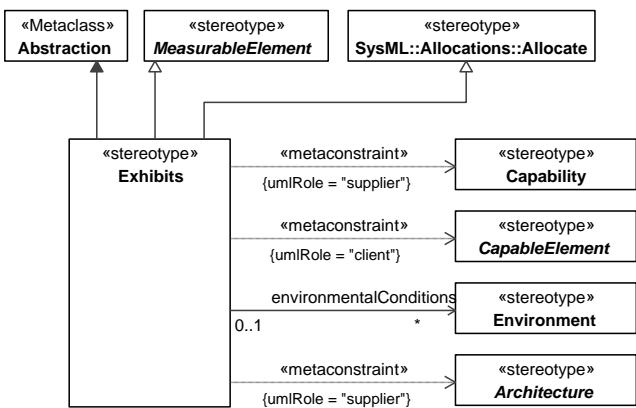 «Metaclass»
Abstraction
«stereotype»
MeasurableElement
«stereotype»
SysML::Allocations::Allocate
«stereotype»
Exhibits
«metaconstraint»
{umlRole = "supplier"}
«stereotype»
Capability
«metaconstraint»
{umlRole = "client"}
«stereotype»
CapableElement
environmentalConditions
0..1
*
«stereotype»
Environment
«metaconstraint»
{umlRole = "supplier"}
«stereotype»
Architecture